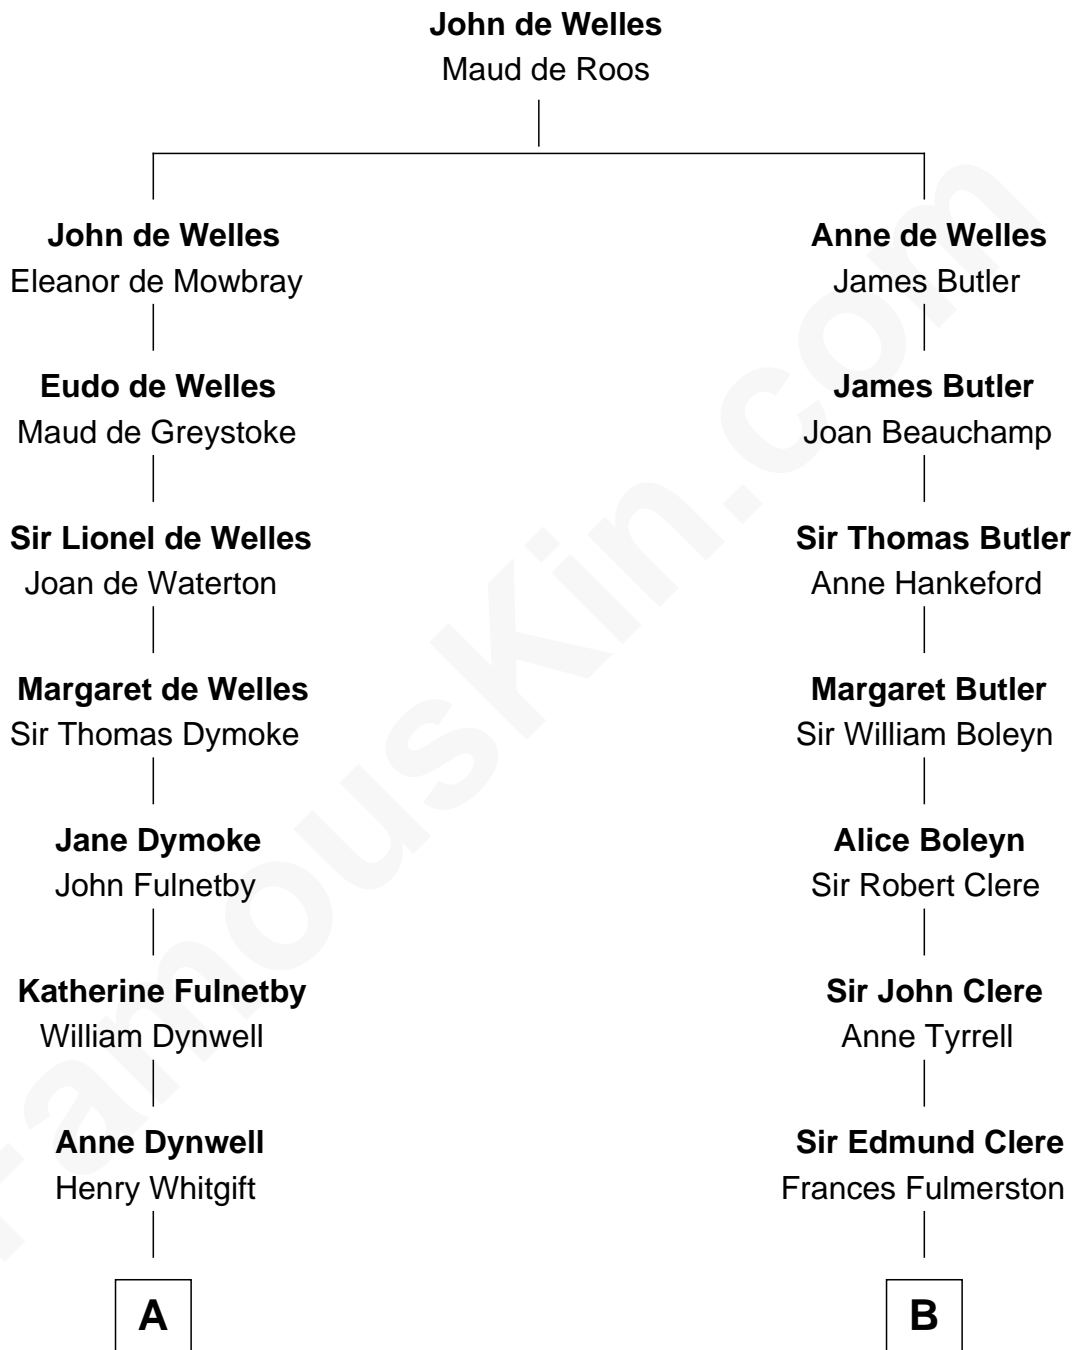 John de Welles
Maud de Roos
John de Welles
Eleanor de Mowbray
Eudo de Welles
Maud de Greystoke
Sir Lionel de Welles
Joan de Waterton
Margaret de Welles
Sir Thomas Dymoke
Jane Dymoke
John Fulnetby
Katherine Fulnetby
William Dynwell
Anne Dynwell
Henry Whitgift
A
Anne de Welles
James Butler
James Butler
Joan Beauchamp
Sir Thomas Butler
Anne Hankeford
Margaret Butler
Sir William Boleyn
Alice Boleyn
Sir Robert Clere
Sir John Clere
Anne Tyrrell
Sir Edmund Clere
Frances Fulmerston
B
FamousKin.com